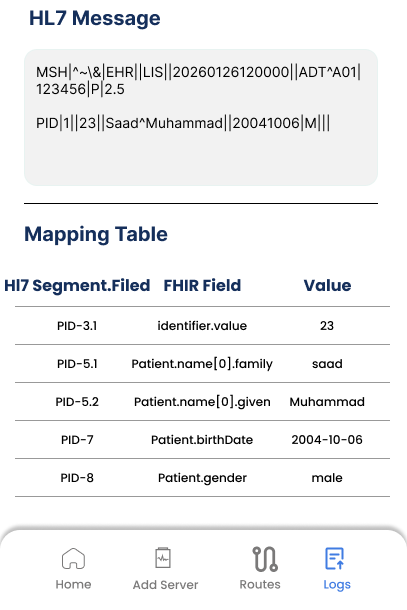 HL7 Message
MSH|^~\&|EHR||LIS||20260126120000||ADT^A01|
123456|P|2.5
PID|1||23||Saad^Muhammad||20041006|M|||
Mapping Table
Hl7 Segment.Filed FHIR Field Value
PID-3.1 identifier.value 23
PID-5.1 Patient.name[0].family saad
PID-5.2 Patient.name[0].given Muhammad
PID-7 Patient.birthDate 2004-10-06
PID-8 Patient.gender male
Home Add Server Routes Logs